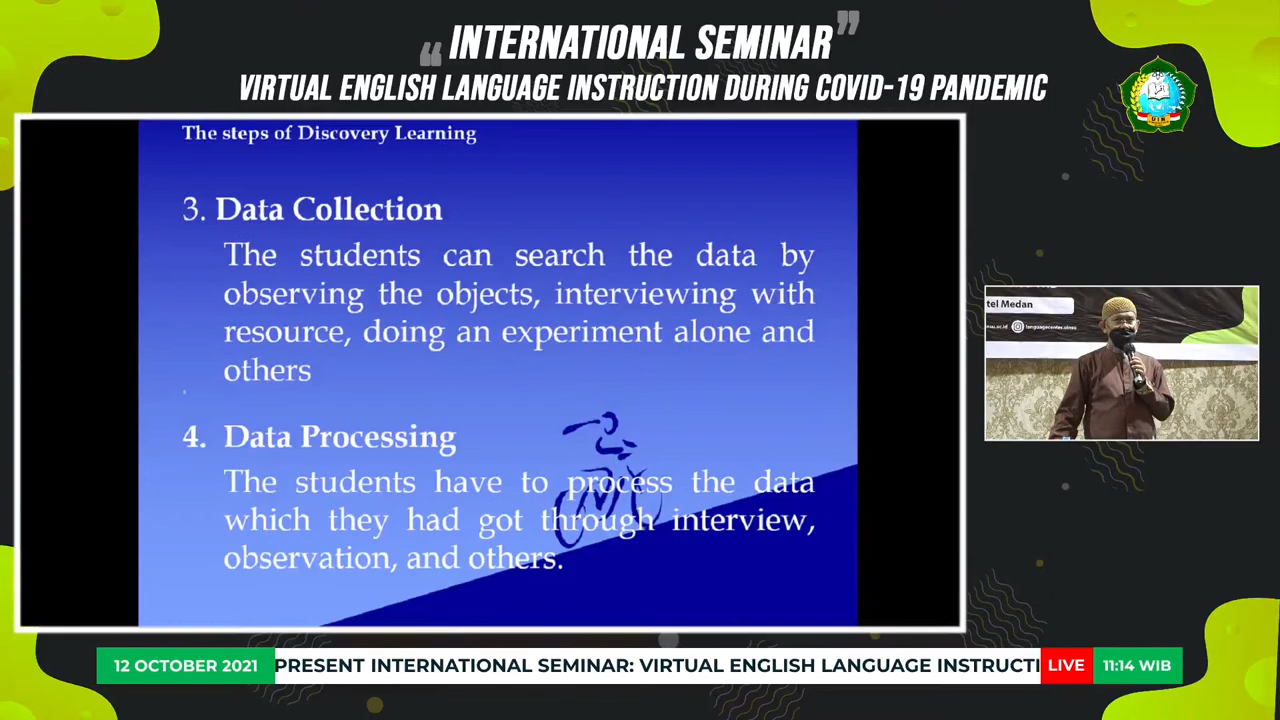 “INTERNATIONAL SEMINAR”
VIRTUAL ENGLISH LANGUAGE INSTRUCTION DURING COVID-19 PANDEMIC
UIN
The steps of Discovery Learning
3. Data Collection
The students can search the data by
observing the objects, interviewing with
resource, doing an experiment alone and
others
4. Data Processing
The students have to process the data
which they had got through interview,
observation, and others.
tel Medan
languagecenter.uinsu
12 OCTOBER 2021
PRESENT INTERNATIONAL SEMINAR: VIRTUAL ENGLISH LANGUAGE INSTRUCTI
LIVE
11:14 WIB